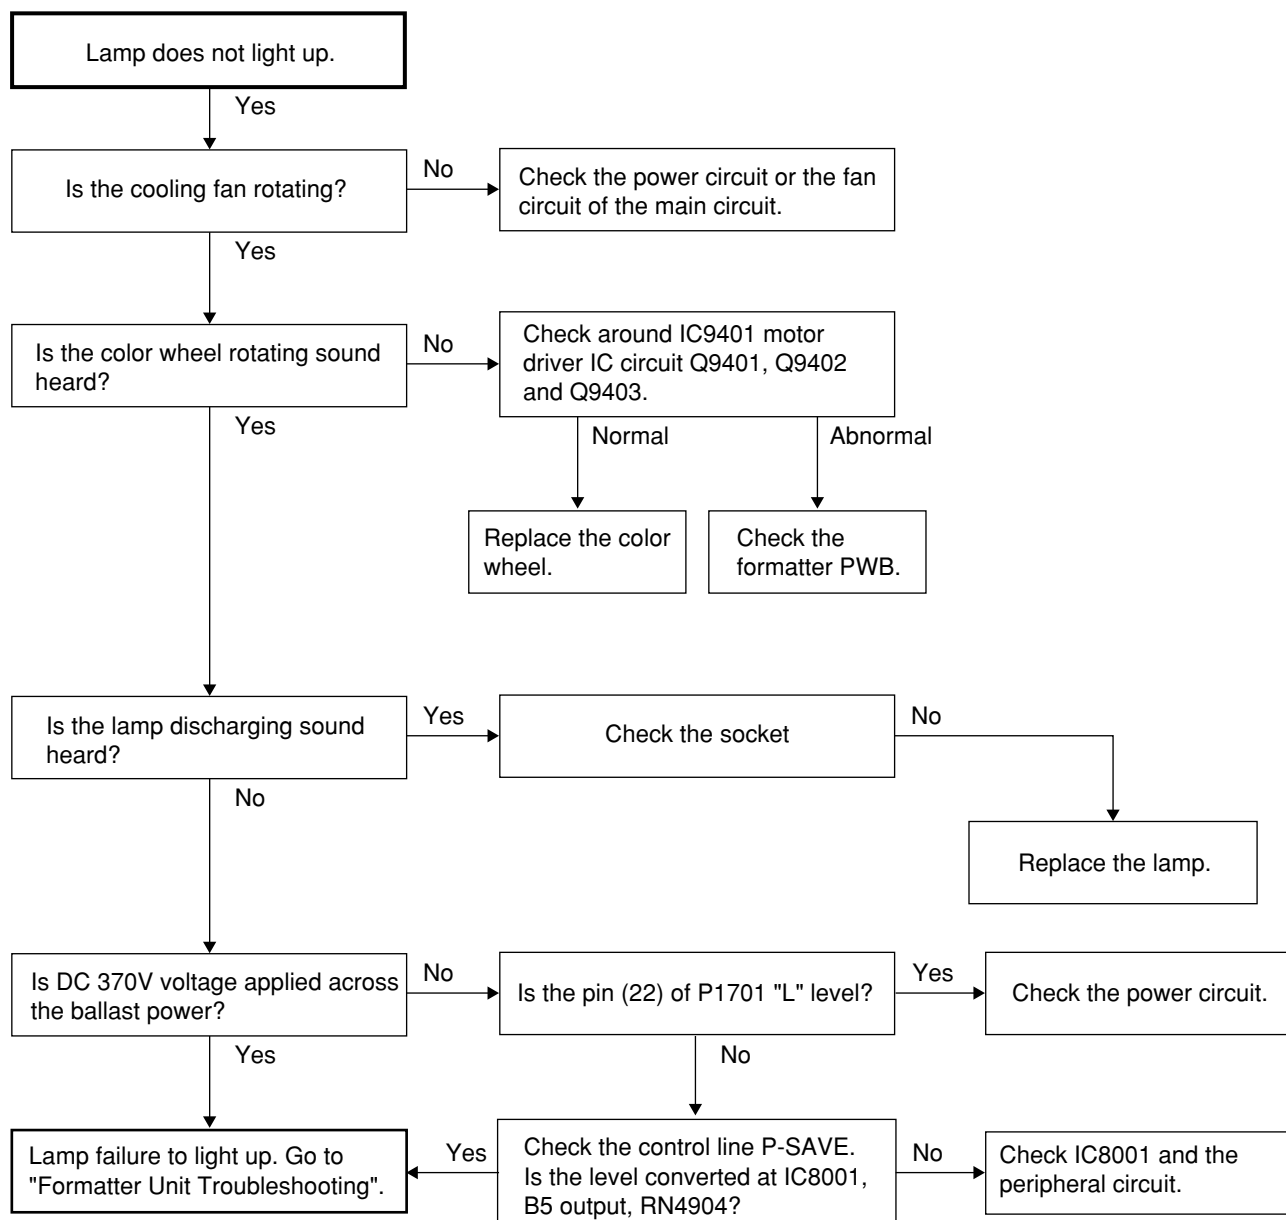 Lamp does not light up.
Yes
Is the cooling fan rotating?
No
Check the power circuit or the fan
circuit of the main circuit.
Yes
Is the color wheel rotating sound
heard?
No
Check around IC9401 motor
driver IC circuit Q9401, Q9402
and Q9403.
Yes
Normal
Abnormal
Replace the color
wheel.
Check the
formatter PWB.
Is the lamp discharging sound
heard?
Yes
Check the socket
No
No
Replace the lamp.
Is DC 370V voltage applied across
the ballast power?
No
Is the pin (22) of P1701 "L" level?
Yes
Check the power circuit.
Yes
No
Lamp failure to light up. Go to
"Formatter Unit Troubleshooting".
Yes
Check the control line P-SAVE.
Is the level converted at IC8001,
B5 output, RN4904?
No
Check IC8001 and the
peripheral circuit.